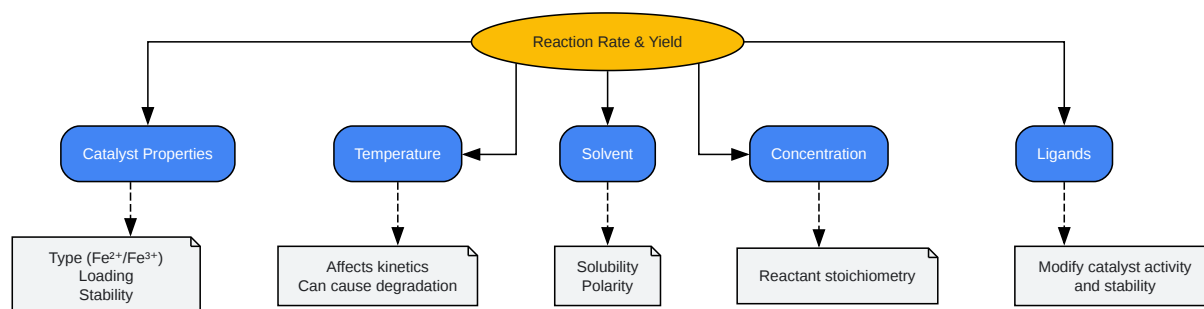 Reaction Rate & Yield
Catalyst Properties
Temperature
Solvent
Concentration
Ligands
Type (Fe²⁺/Fe³⁺)
Loading
Stability
Affects kinetics
Can cause degradation
Solubility
Polarity
Reactant stoichiometry
Modify catalyst activity
and stability